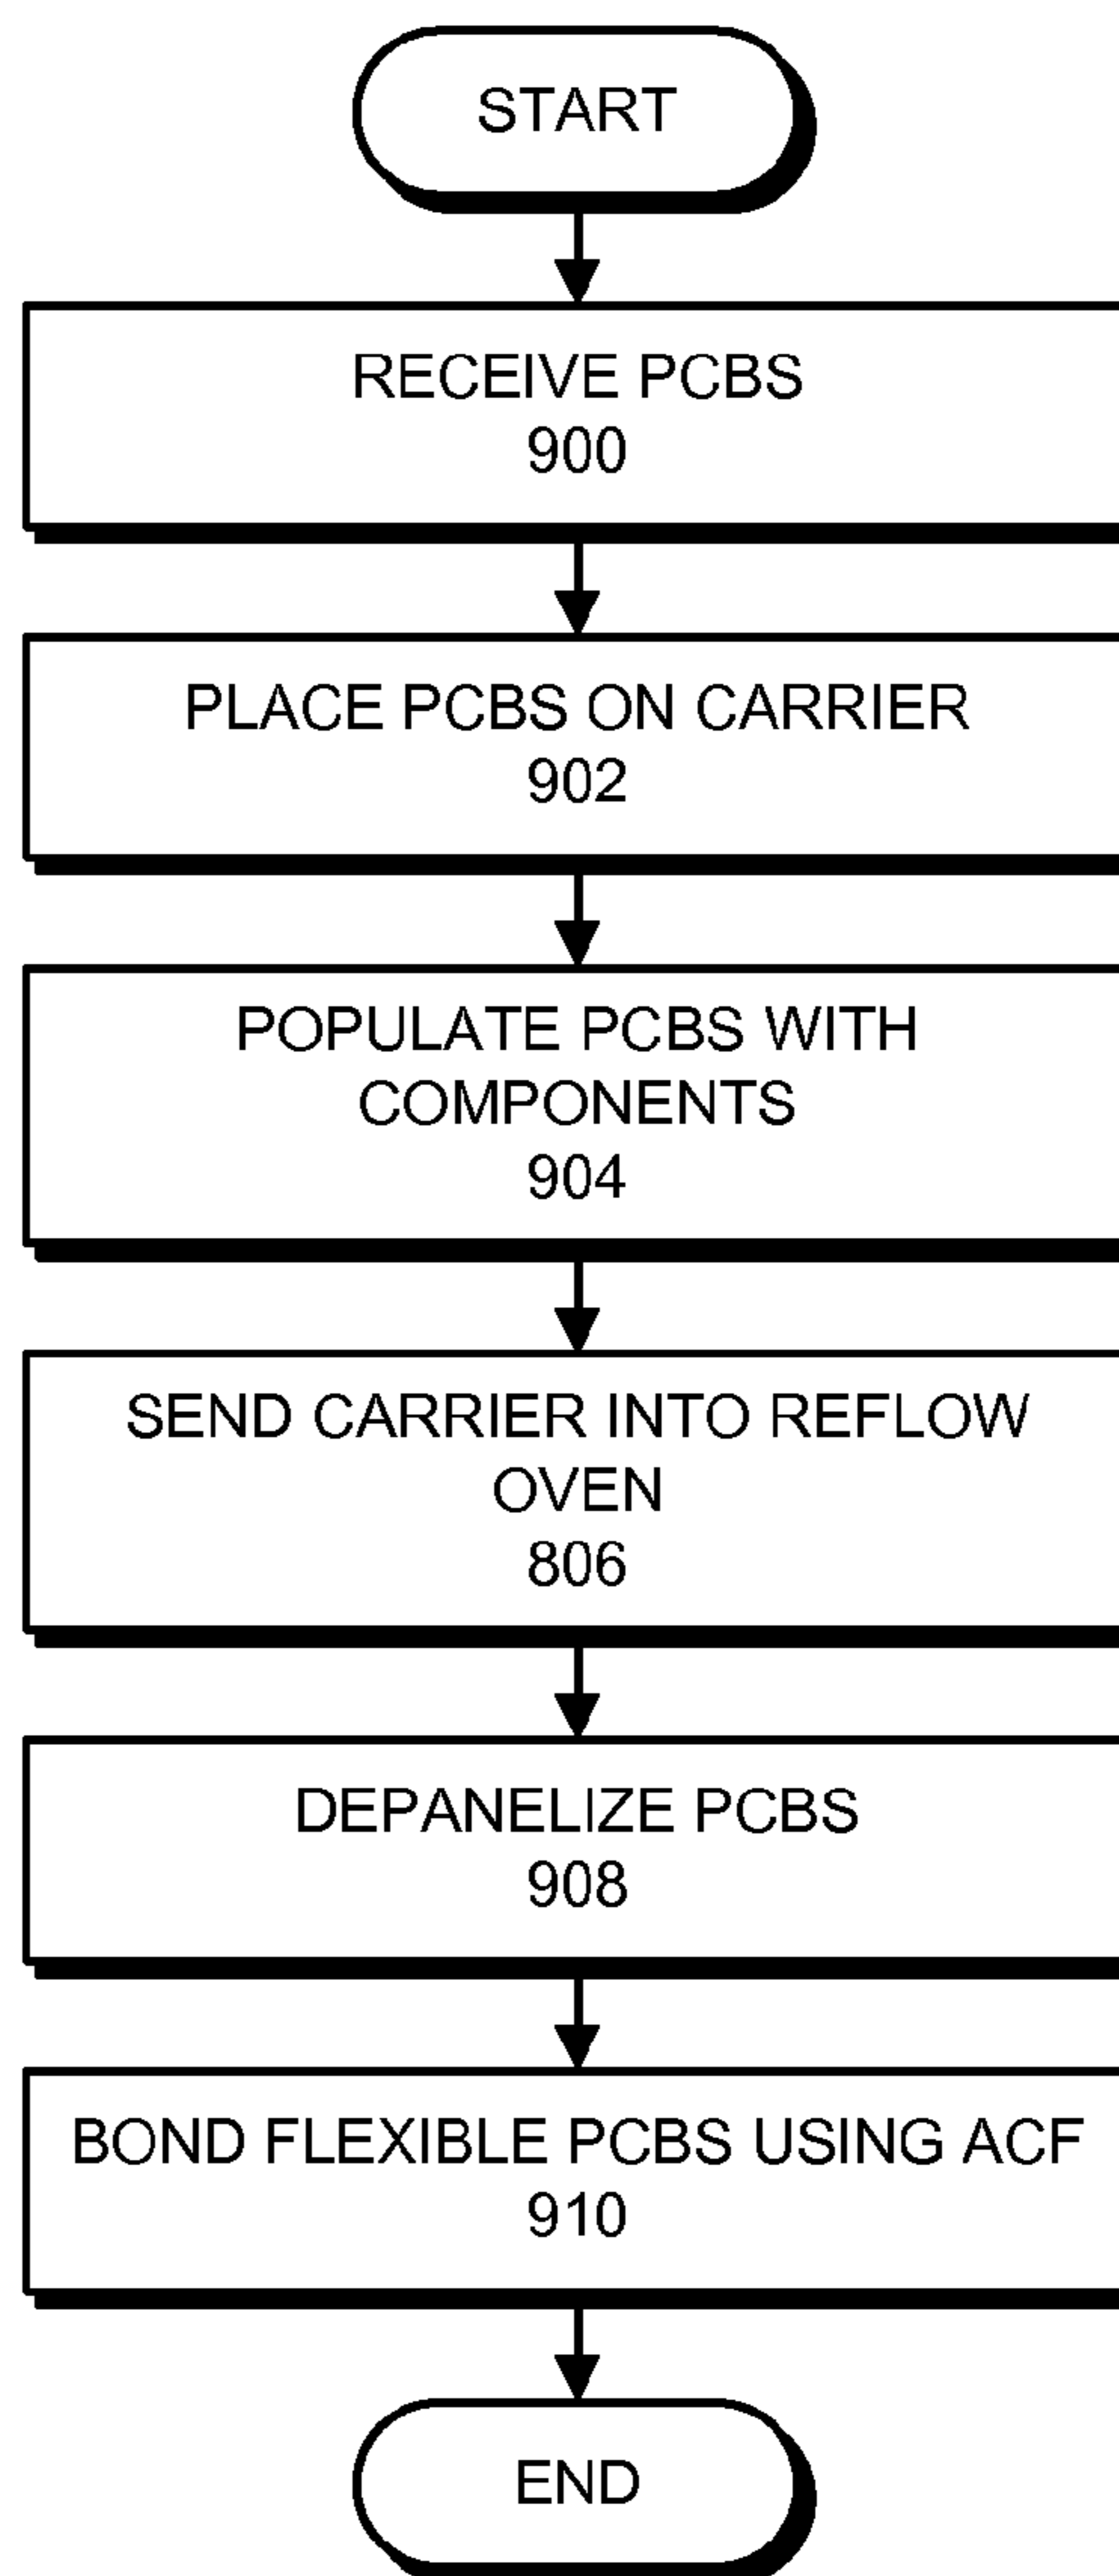 START
RECEIVE PCBS
900
PLACE PCBS ON CARRIER
902
POPULATE PCBS WITH
COMPONENTS
904
SEND CARRIER INTO REFLOW
OVEN
806
DEPANELIZE PCBS
908
BOND FLEXIBLE PCBS USING ACF
910
END